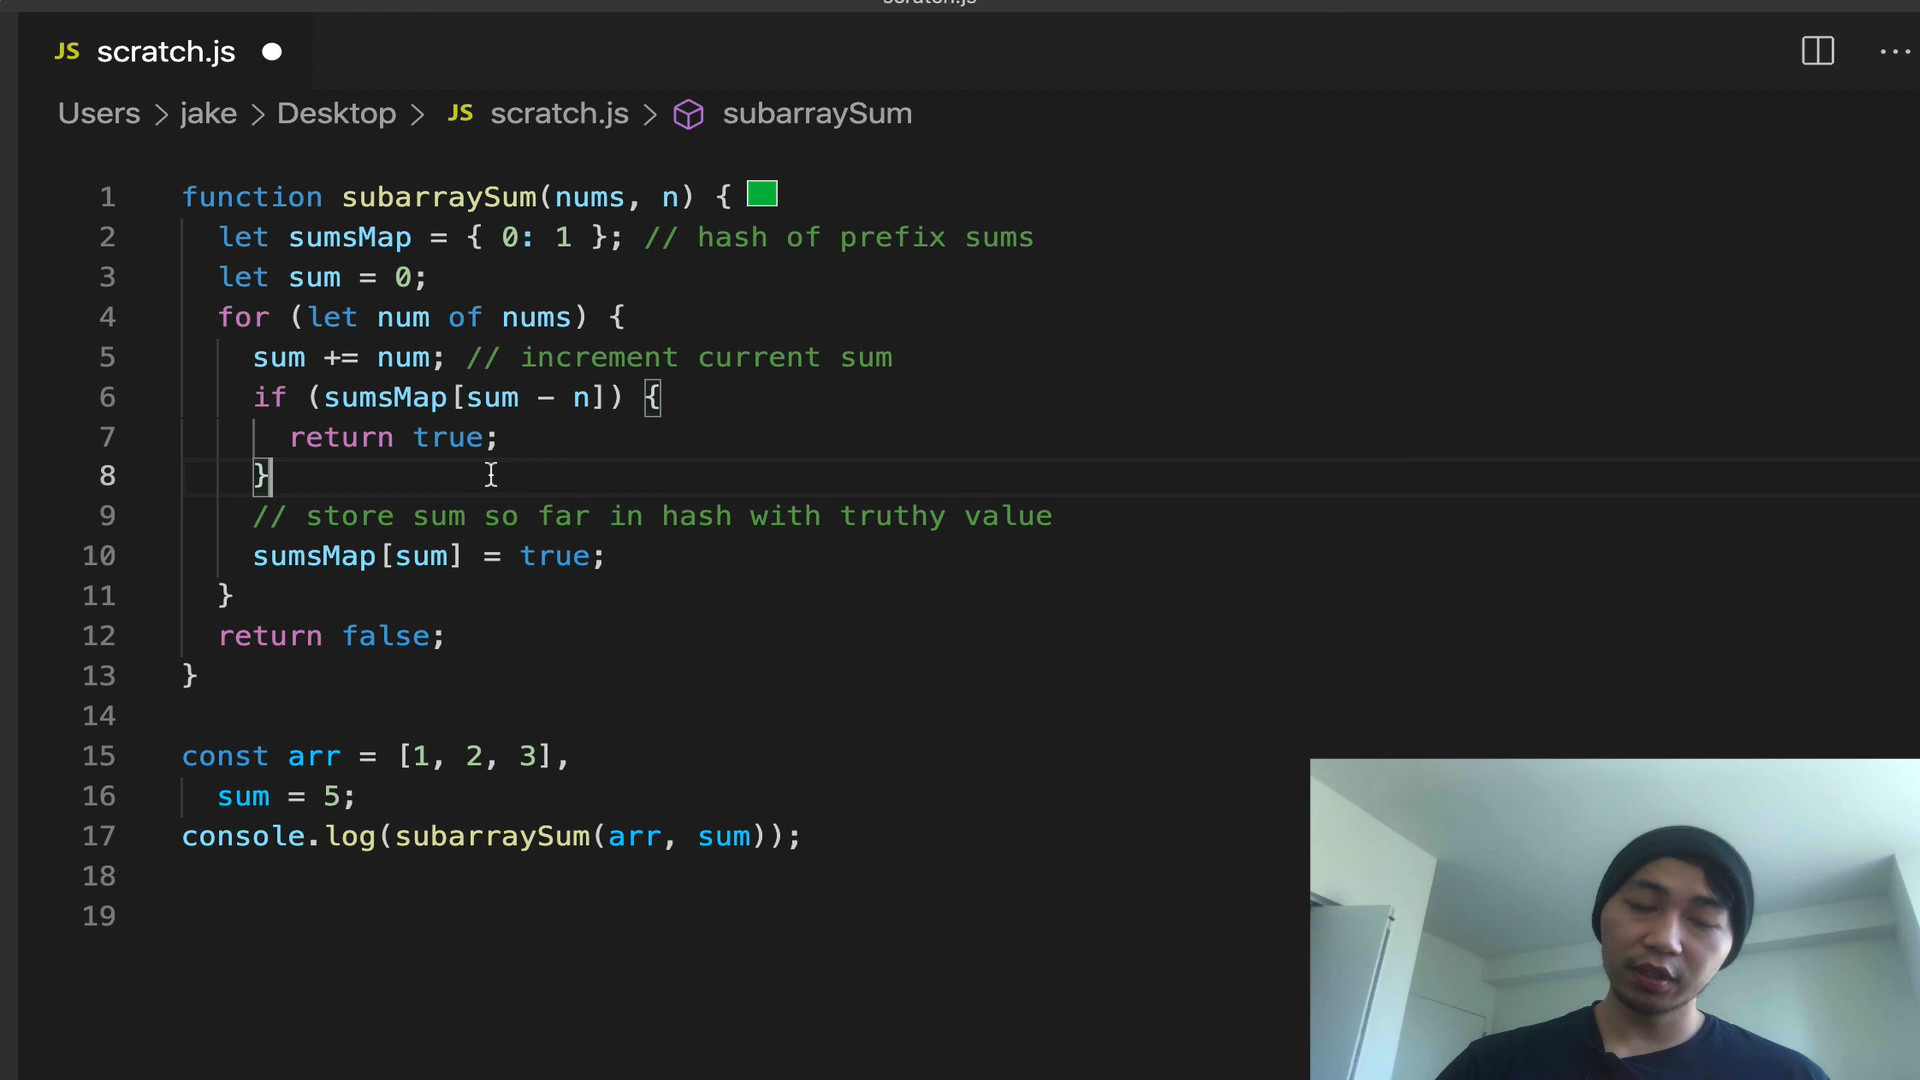 scratch.js
JS scratch.js
Users > jake > Desktop > JS scratch.js > subarraySum
1 function subarraySum(nums, n) {
2 let sumsMap = { 0: 1 }; // hash of prefix sums
3 let sum = 0;
4 for (let num of nums) {
5 sum += num; // increment current sum
6 if (sumsMap[sum - n]) {
7 return true;
8 }
9 // store sum so far in hash with truthy value
10 sumsMap[sum] = true;
11 }
12 return false;
13 }
14
15 const arr = [1, 2, 3],
16 sum = 5;
17 console.log(subarraySum(arr, sum));
18
19